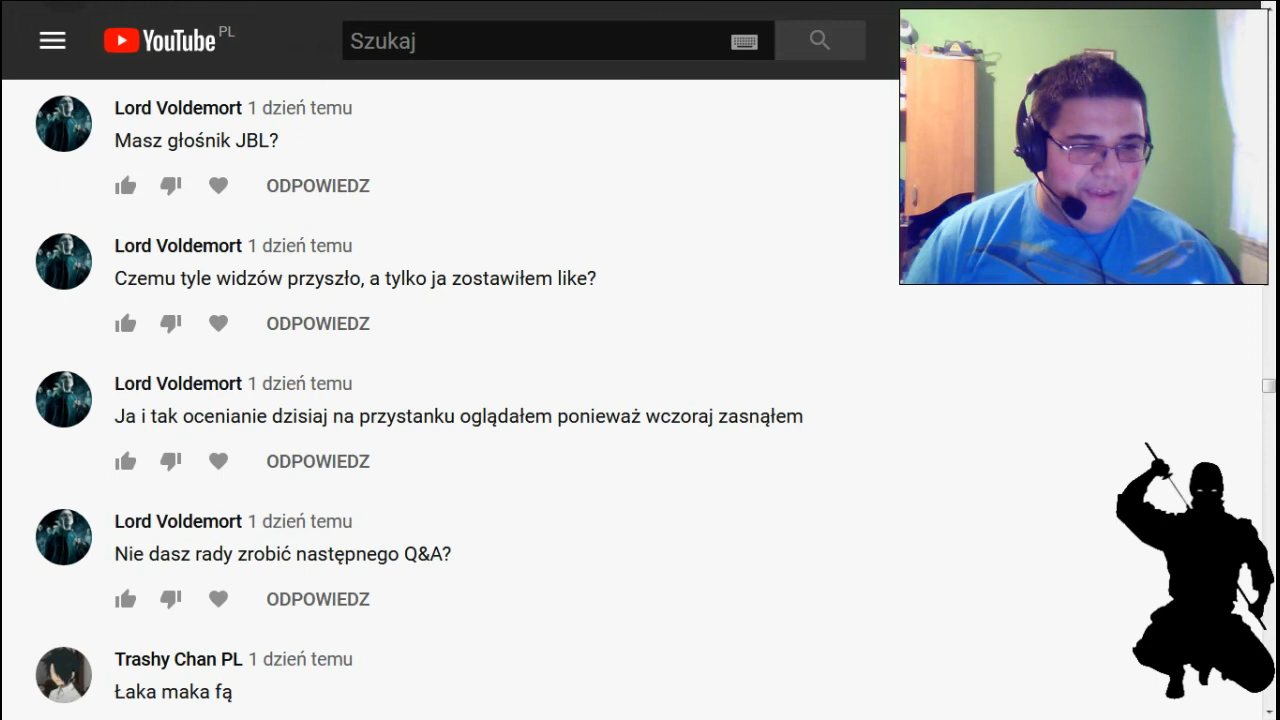 YouTube PL
Szukaj
Lord Voldemort 1 dzień temu
Masz głośnik JBL?
ODPOWIEDZ
Lord Voldemort 1 dzień temu
Czemu tyle widzów przyszło, a tylko ja zostawiłem like?
ODPOWIEDZ
Lord Voldemort 1 dzień temu
Ja i tak ocenianie dzisiaj na przystanku oglądałem ponieważ wczoraj zasnąłem
ODPOWIEDZ
Lord Voldemort 1 dzień temu
Nie dasz rady zrobić następnego Q&A?
ODPOWIEDZ
Trashy Chan PL 1 dzień temu
Łaka maka fą